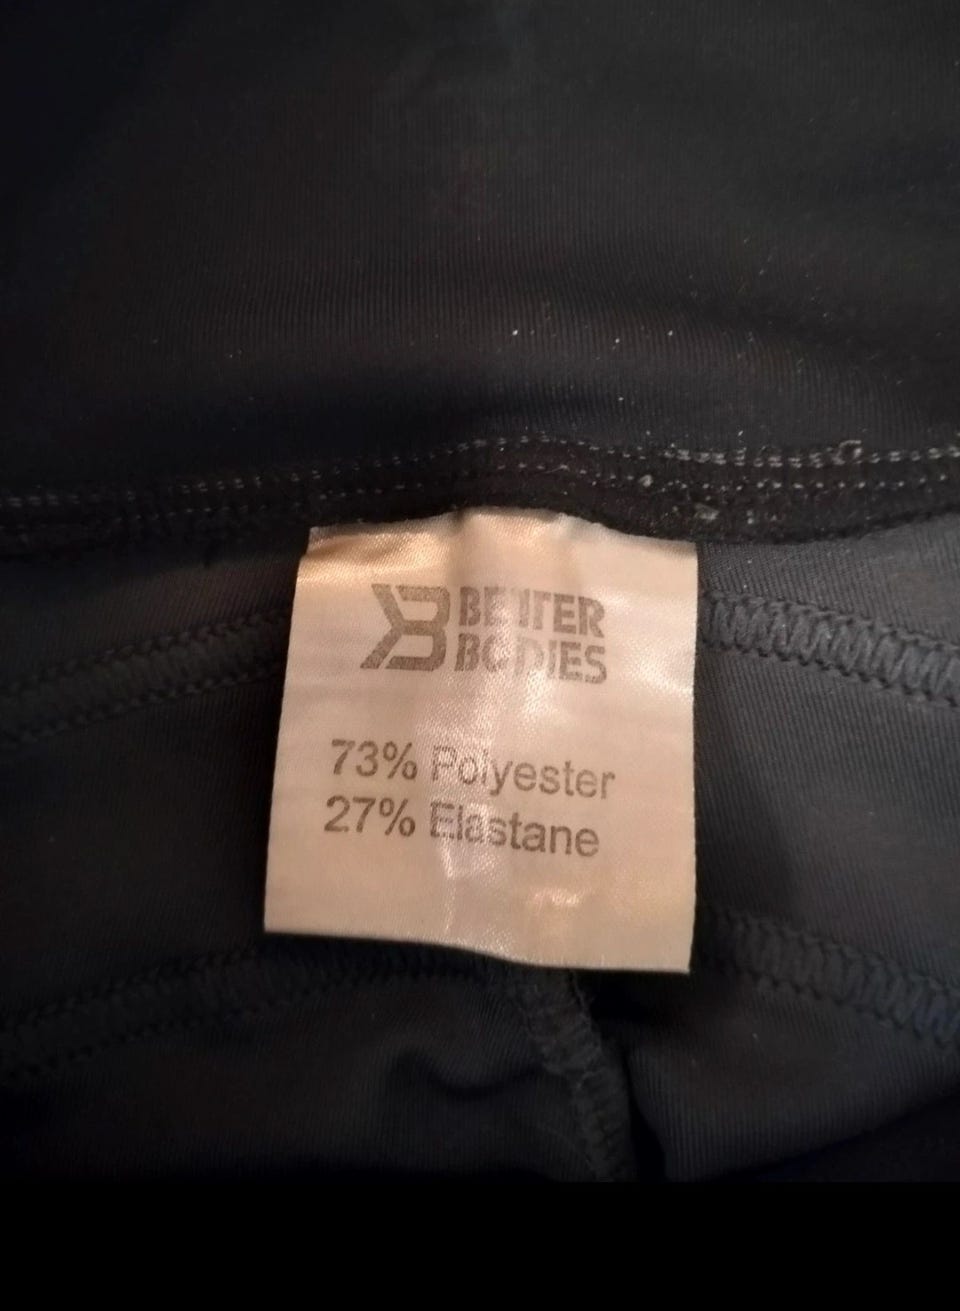 BETTER
BODIES
73% Polyester
27% Elastane